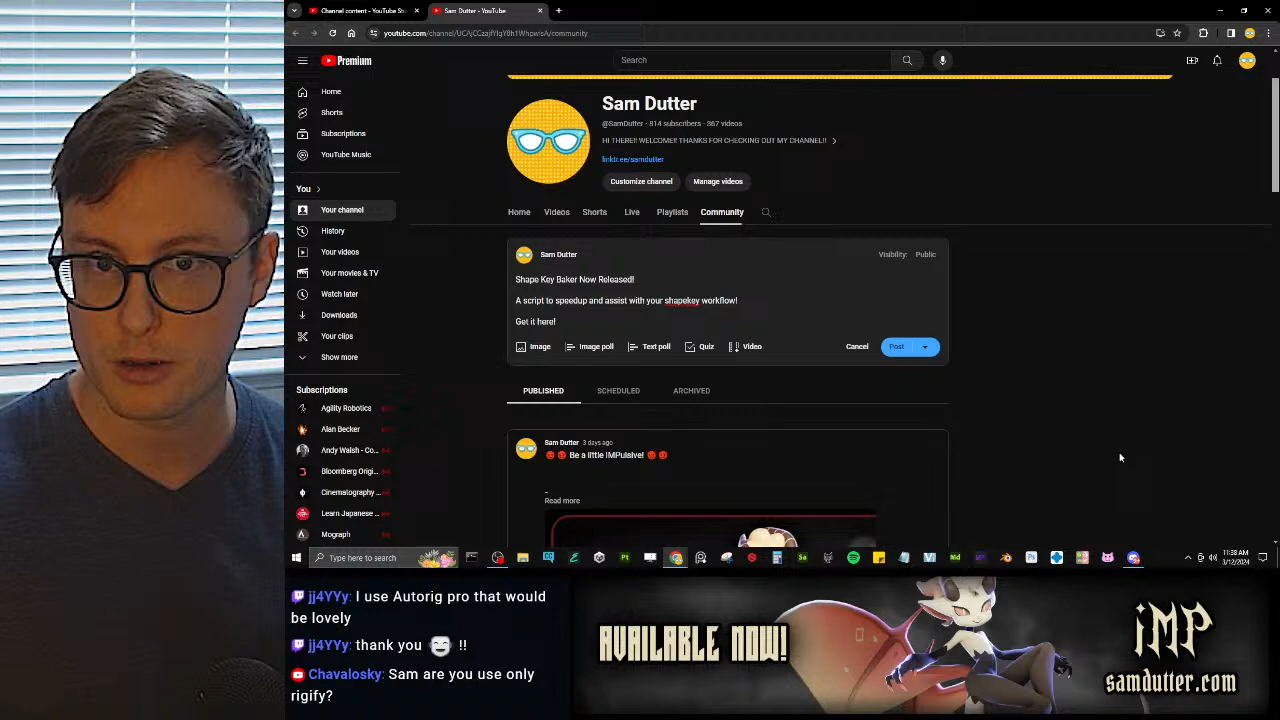 Channel content - YouTube Stu
Sam Dutter - YouTube
youtube.com/channel/UCAjCCzajfYlgY8h1WhpwisA/community
Premium
Search
Home
Shorts
Subscriptions
YouTube Music
You
Your channel
History
Your videos
Your movies & TV
Watch later
Downloads
Your clips
Show more
Subscriptions
Agility Robotics
Alan Becker
Andy Walsh - Co...
Bloomberg Origi...
Cinematography ...
Learn Japanese ...
Mograph
Sam Dutter
@SamDutter · 814 subscribers · 367 videos
HI THERE!! WELCOME!! THANKS FOR CHECKING OUT MY CHANNEL!!
linktr.ee/samdutter
Customize channel
Manage videos
Home Videos Shorts Live Playlists Community
Sam Dutter
Visibility: Public
Shape Key Baker Now Released!
A script to speedup and assist with your shapekey workflow!
Get it here!
Image Image poll Text poll Quiz Video
Cancel Post
PUBLISHED SCHEDULED ARCHIVED
Sam Dutter 3 days ago
Be a little IMPulsive!
Read more
Type here to search
11:38 AM
3/12/2024
jj4YYy: I use Autorig pro that would
be lovely
jj4YYy: thank you !!
Chavalosky: Sam are you use only
rigify?
AVAILABLE NOW!
iMP
samdutter.com